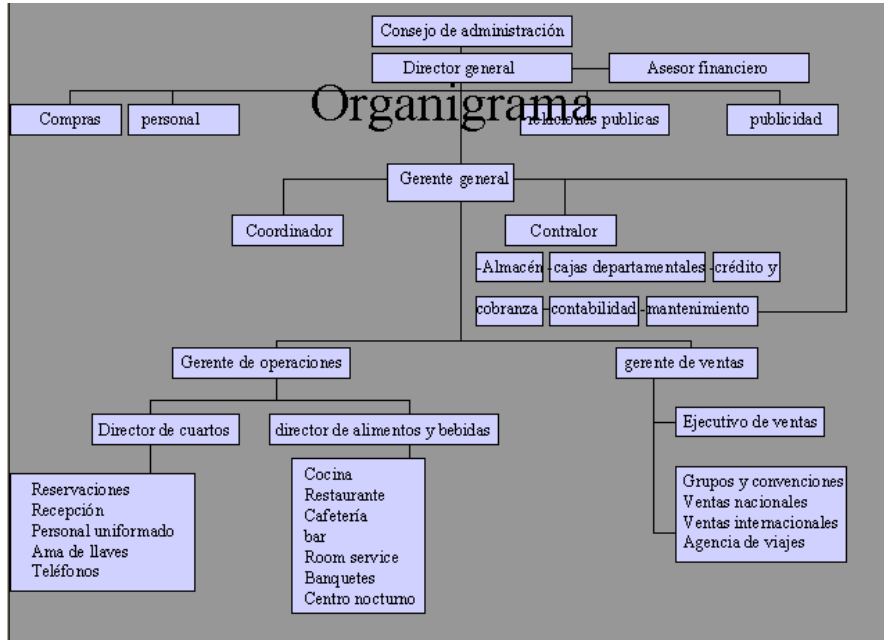 Consejo de administración
Director general
Asesor financiero
Organigrama
Compras
personal
relaciones publicas
publicidad
Gerente general
Coordinador
Contralor
-Almacén -cajas departamentales -crédito y
cobranza -contabilidad -mantenimiento
Gerente de operaciones
gerente de ventas
Director de cuartos
director de alimentos y bebidas
Ejecutivo de ventas
Reservaciones
Recepción
Personal uniformado
Ama de llaves
Teléfonos
Cocina
Restaurante
Cafetería
bar
Room service
Banquetes
Centro nocturno
Grupos y convenciones
Ventas nacionales
Ventas internacionales
Agencia de viajes